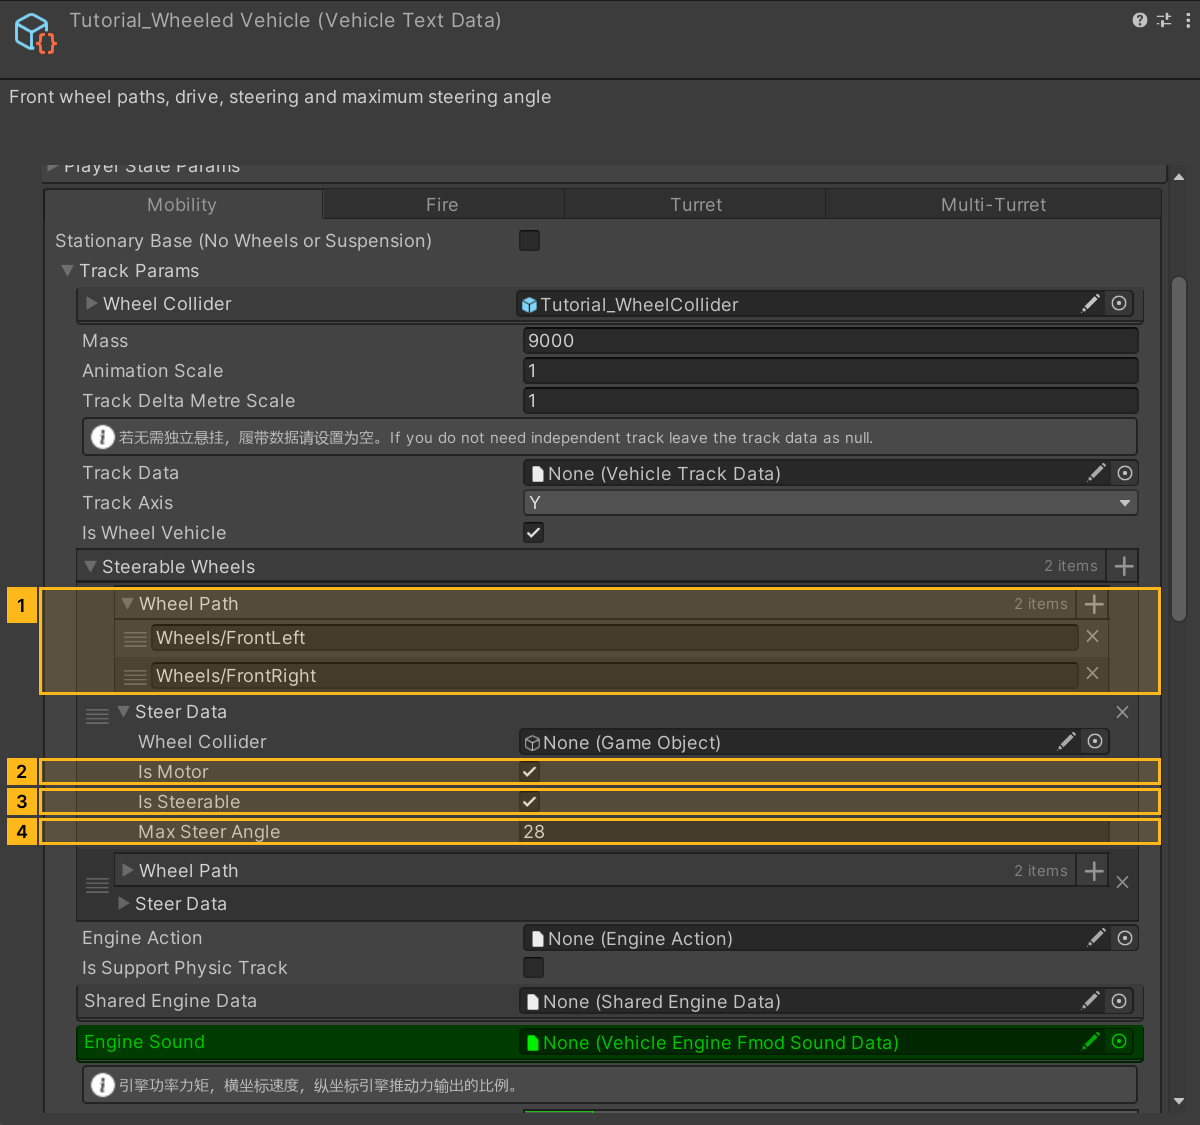 Tutorial_Wheeled Vehicle (Vehicle Text Data)
Front wheel paths, drive, steering and maximum steering angle
Player State Params
Mobility Fire Turret Multi-Turret
Stationary Base (No Wheels or Suspension)
Track Params
Wheel Collider Tutorial_WheelCollider
Mass 9000
Animation Scale 1
Track Delta Metre Scale 1
若无需独立悬挂，履带数据请设置为空。If you do not need independent track leave the track data as null.
Track Data None (Vehicle Track Data)
Track Axis Y
Is Wheel Vehicle
Steerable Wheels 2 items
1 Wheel Path 2 items
Wheels/FrontLeft
Wheels/FrontRight
Steer Data
Wheel Collider None (Game Object)
2 Is Motor
3 Is Steerable
4 Max Steer Angle 28
Wheel Path 2 items
Steer Data
Engine Action None (Engine Action)
Is Support Physic Track
Shared Engine Data None (Shared Engine Data)
Engine Sound None (Vehicle Engine Fmod Sound Data)
引擎功率力矩，横坐标速度，纵坐标引擎推动力输出的比例。